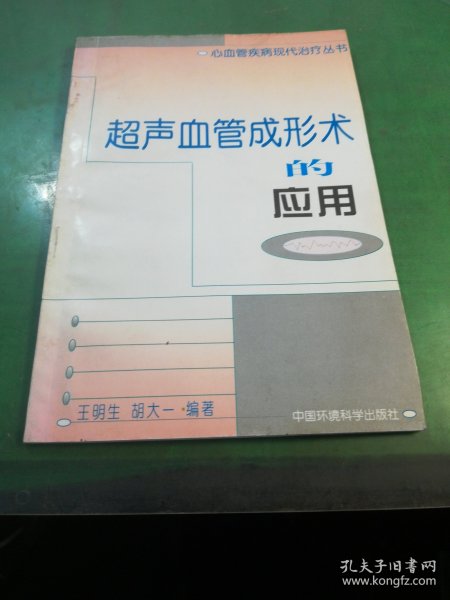 心血管疾病现代治疗丛书
超声血管成形术
的
应用
王明生 胡大一·编著
中国环境科学出版社
孔夫子旧书网
www.kongfz.com